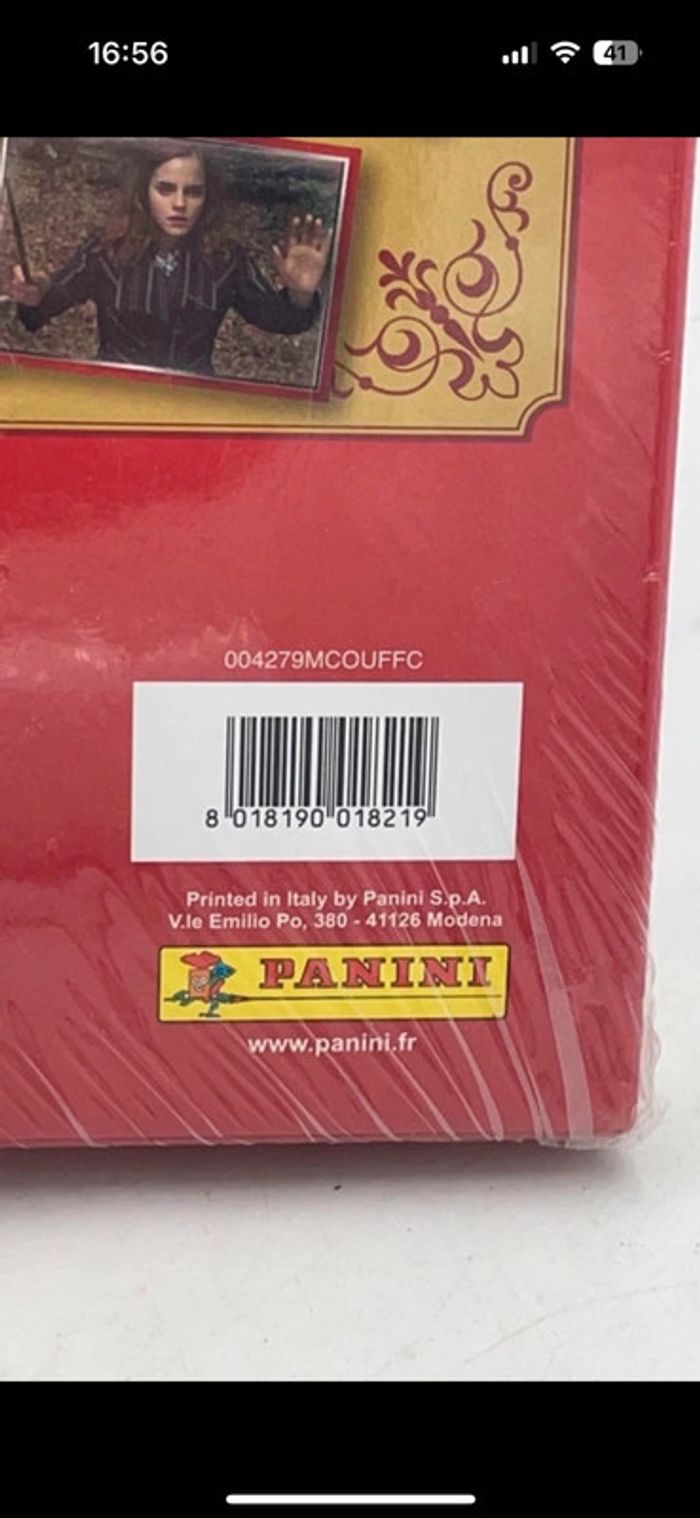 16:56
41
004279MCOUFFC
8 018190 018219
Printed in Italy by Panini S.p.A.
V.le Emilio Po, 380 - 41126 Modena
PANINI
www.panini.fr